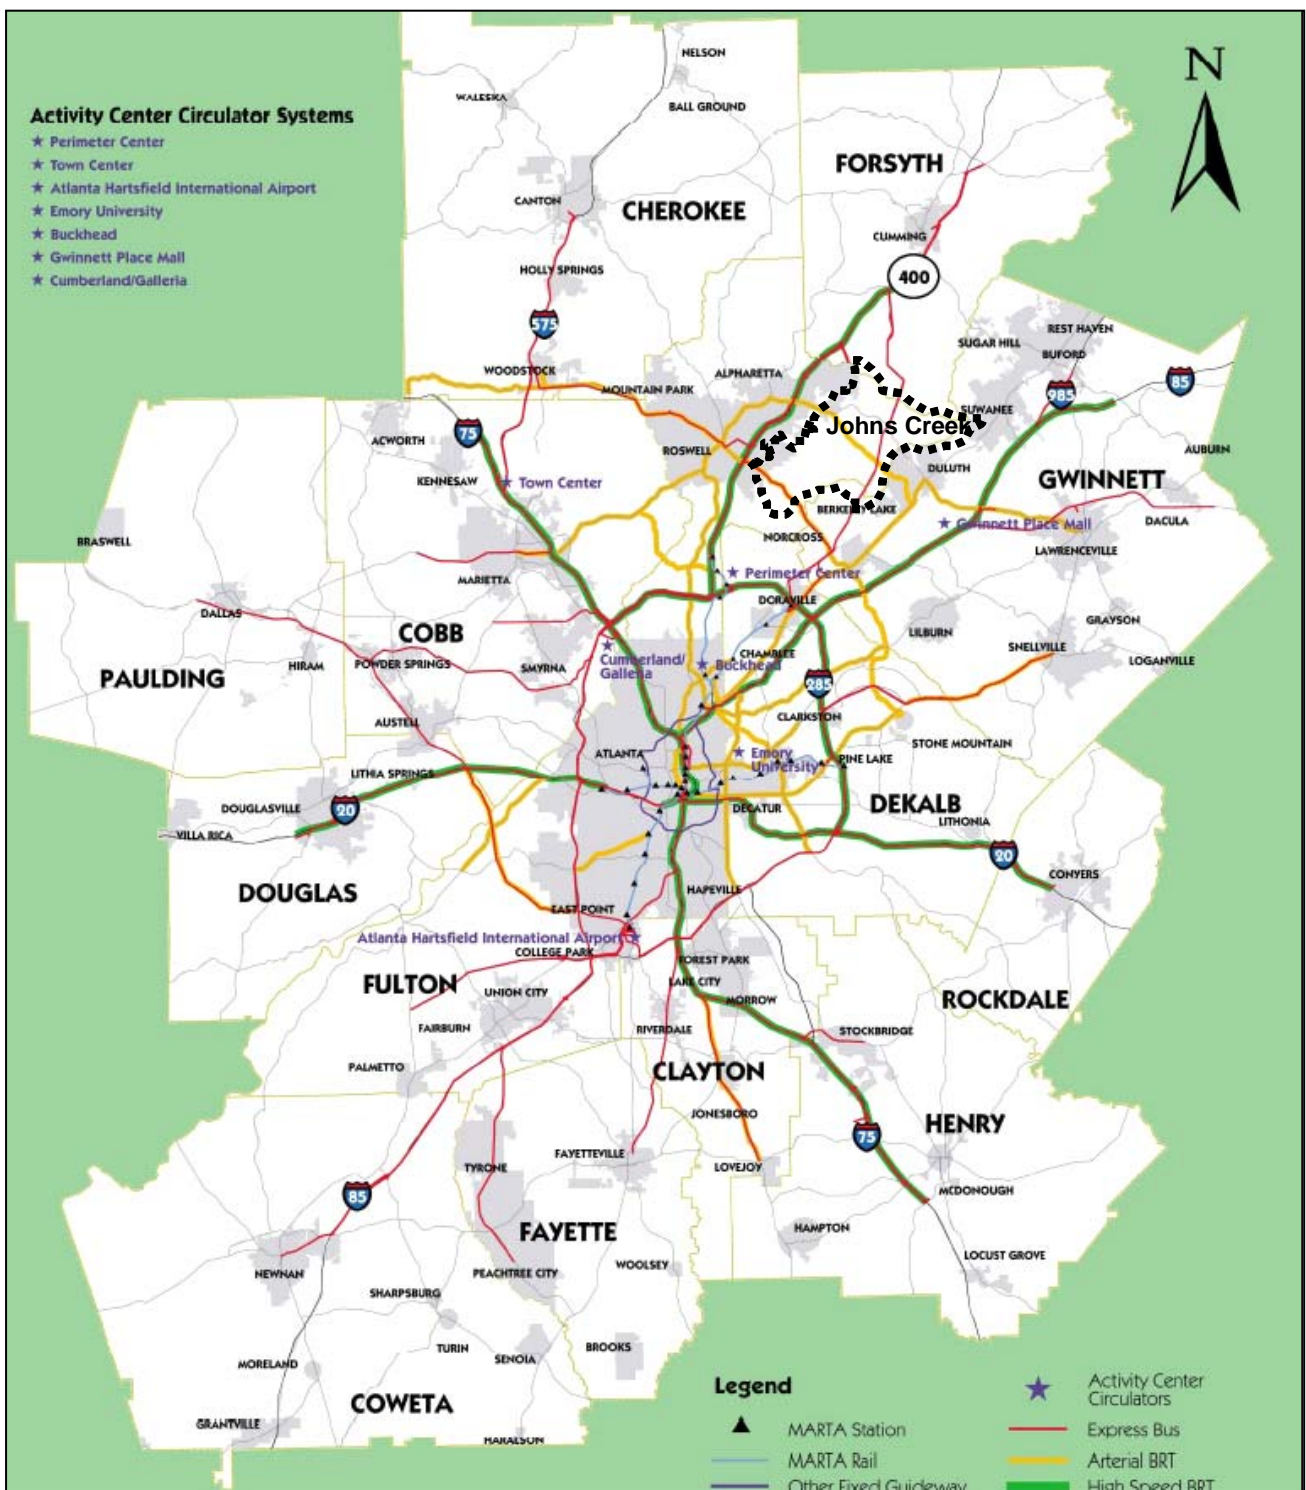 N
Activity Center Circulator Systems
★ Perimeter Center
★ Town Center
★ Atlanta Hartsfield International Airport
★ Emory University
★ Buckhead
★ Gwinnett Place Mall
★ Cumberland/Galleria
NELSON
WALESKA
BALL GROUND
FORSYTH
CANTON
CHEROKEE
CUMMING
HOLLY SPRINGS
400
575
REST HAVEN
SUGAR HILL
BUFORD
WOODSTOCK
ALPHARETTA
MOUNTAIN PARK
985
85
SUWANEE
Johns Creek
75
ACWORTH
ROSWELL
AUBURN
KENNESAW
Town Center
DULUTH
GWINNETT
BERKELEY LAKE
Gwinnett Place Mall
DACULA
BRASWELL
NORCROSS
LAWRENCEVILLE
MARIETTA
Perimeter Center
DALLAS
DORAVILLE
GRAYSON
COBB
LILBURN
SNELLVILLE
HIRAM
POWDER SPRINGS
SMYRNA
Cumberland/
Galleria
CHAMBLEE
Buckhead
LOGANVILLE
PAULDING
285
AUSTELL
CLARKSTON
STONE MOUNTAIN
ATLANTA
Emory
University
PINE LAKE
LITHIA SPRINGS
DOUGLASVILLE
20
DECATUR
DEKALB
LITHONIA
VILLA RICA
20
CONYERS
DOUGLAS
HAPEVILLE
EAST POINT
Atlanta Hartsfield International Airport
COLLEGE PARK
FOREST PARK
FULTON
LAKE CITY
UNION CITY
MORROW
ROCKDALE
FAIRBURN
RIVERDALE
STOCKBRIDGE
PALMETTO
CLAYTON
JONESBORO
HENRY
75
FAYETTEVILLE
TYRONE
LOVEJOY
85
MCDONOUGH
FAYETTE
HAMPTON
LOCUST GROVE
NEWNAN
PEACHTREE CITY
WOOLSEY
SHARPSBURG
TURIN
SENOIA
BROOKS
MORELAND
COWETA
GRANTVILLE
HARALSON
Legend
MARTA Station
MARTA Rail
Other Fixed Guideway
Activity Center
Circulators
Express Bus
Arterial BRT
High Speed BRT